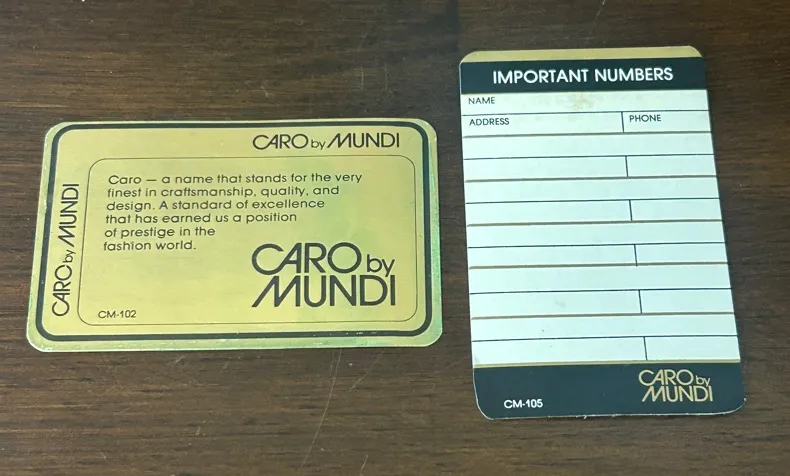 CARO by MUNDI
CARO by MUNDI
Caro — a name that stands for the very
finest in craftsmanship, quality, and
design. A standard of excellence
that has earned us a position
of prestige in the
fashion world.
CARO by
MUNDI
CM-102
IMPORTANT NUMBERS
NAME
ADDRESS PHONE
CARO by
MUNDI
CM-105